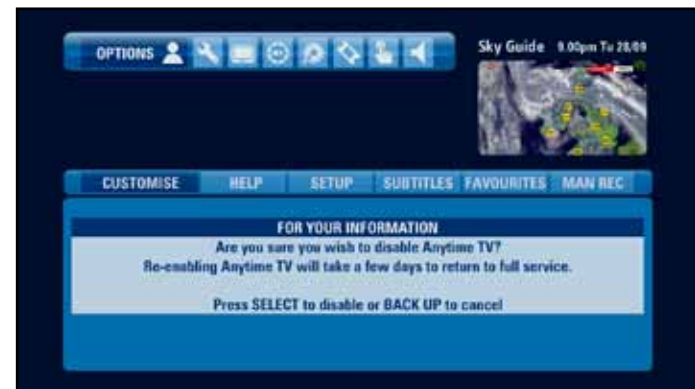 OPTIONS
Sky Guide 9.00pm Tu 28/09
CUSTOMISE HELP SETUP SUBTITLES FAVOURITES MAN REC
FOR YOUR INFORMATION
Are you sure you wish to disable Anytime TV?
Re-enabling Anytime TV will take a few days to return to full service.
Press SELECT to disable or BACK UP to cancel